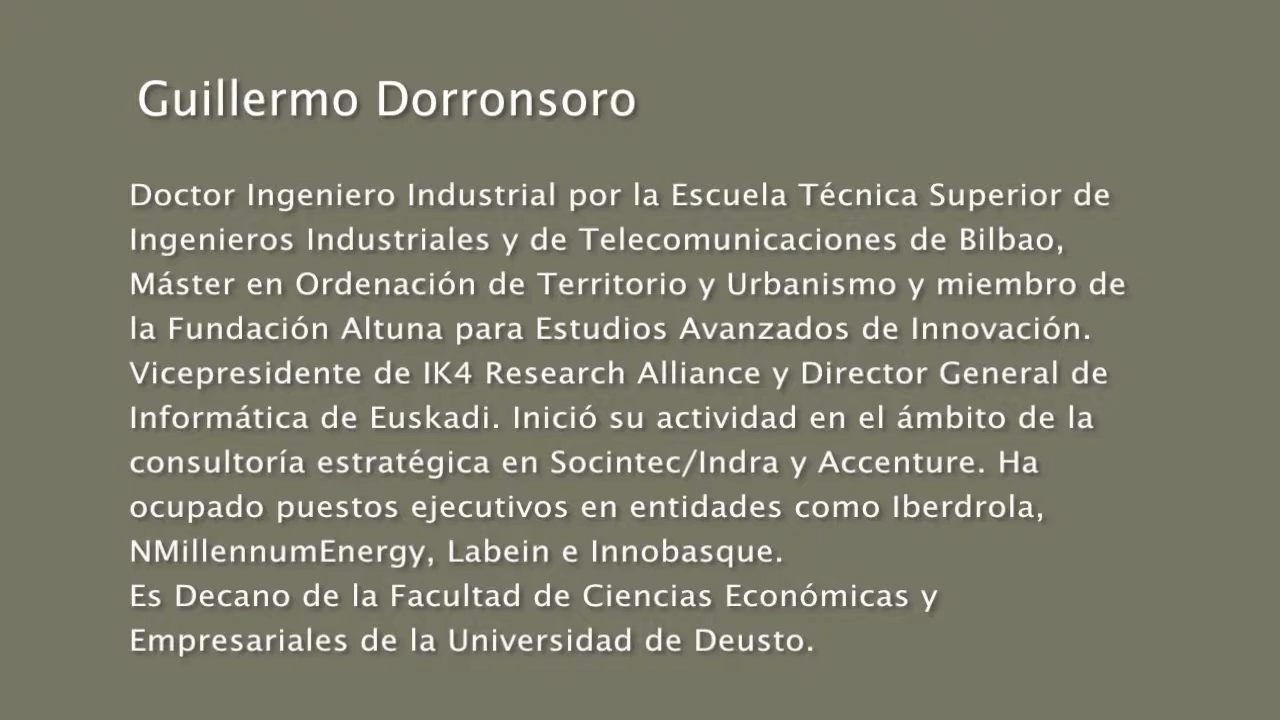 Guillermo Dorronsoro
Doctor Ingeniero Industrial por la Escuela Técnica Superior de
Ingenieros Industriales y de Telecomunicaciones de Bilbao,
Máster en Ordenación de Territorio y Urbanismo y miembro de
la Fundación Altuna para Estudios Avanzados de Innovación.
Vicepresidente de IK4 Research Alliance y Director General de
Informática de Euskadi. Inició su actividad en el ámbito de la
consultoría estratégica en Socintec/Indra y Accenture. Ha
ocupado puestos ejecutivos en entidades como Iberdrola,
NMillennumEnergy, Labein e Innobasque.
Es Decano de la Facultad de Ciencias Económicas y
Empresariales de la Universidad de Deusto.